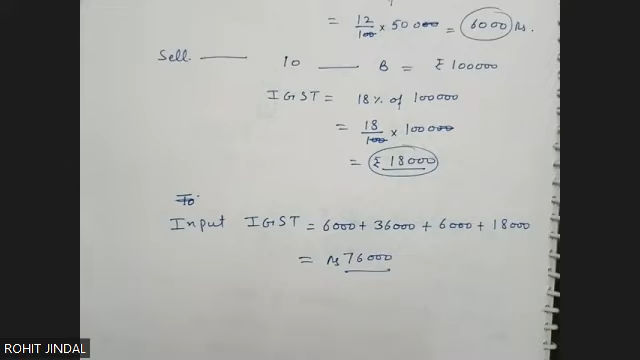 = 12/100 × 50000 = 6000 Rs.
Sell —— 10 —— B = ₹ 100000
IGST = 18% of 100000
= 18/100 × 100000
= ₹ 18000
To
Input IGST = 6000 + 36000 + 6000 + 18000
= Rs 76000
ROHIT JINDAL